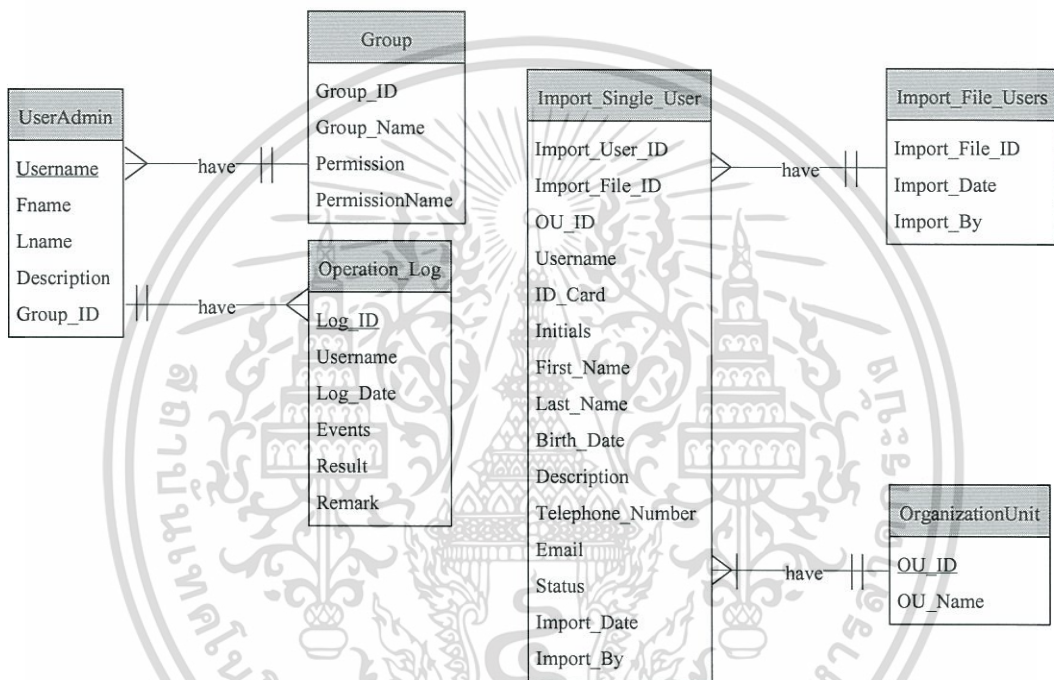 UserAdmin
Username
Fname
Lname
Description
Group_ID
have
Group
Group_ID
Group_Name
Permission
PermissionName
have
Operation_Log
Log_ID
Username
Log_Date
Events
Result
Remark
Import_Single_User
Import_User_ID
Import_File_ID
OU_ID
Username
ID_Card
Initials
First_Name
Last_Name
Birth_Date
Description
Telephone_Number
Email
Status
Import_Date
Import_By
have
Import_File_Users
Import_File_ID
Import_Date
Import_By
have
OrganizationUnit
OU_ID
OU_Name